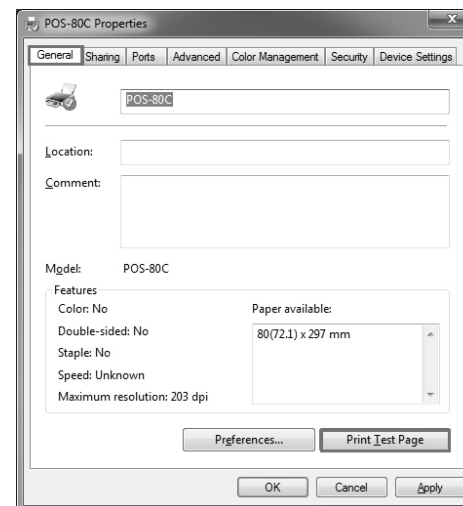 POS-80C Properties
General Sharing Ports Advanced Color Management Security Device Settings
POS-80C
Location:
Comment:
Model: POS-80C
Features
Color: No
Paper available:
Double-sided: No
80(72.1) x 297 mm
Staple: No
Speed: Unknown
Maximum resolution: 203 dpi
Preferences...
Print Test Page
OK
Cancel
Apply